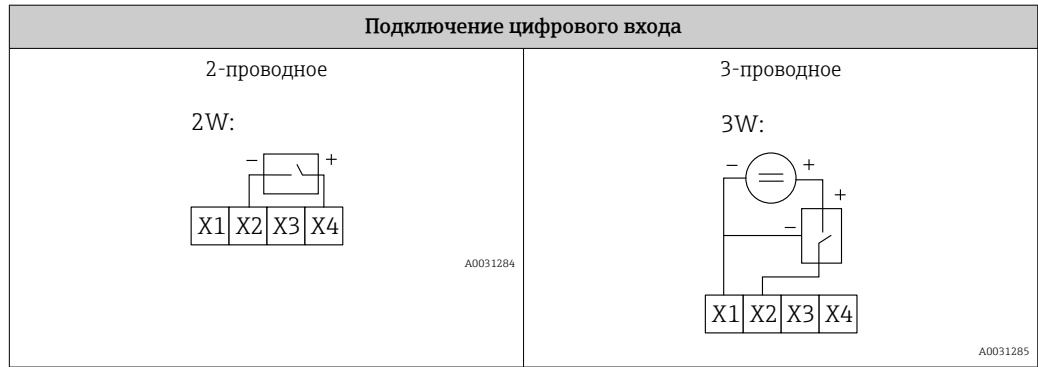 Подключение цифрового входа
2-проводное
2W:
– +
X1 X2 X3 X4
A0031284
3-проводное
3W:
– +
+
–
X1 X2 X3 X4
A0031285